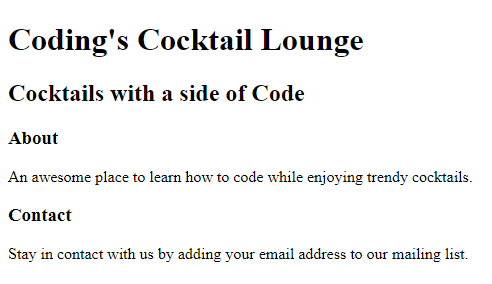 Coding's Cocktail Lounge
Cocktails with a side of Code
About
An awesome place to learn how to code while enjoying trendy cocktails.
Contact
Stay in contact with us by adding your email address to our mailing list.